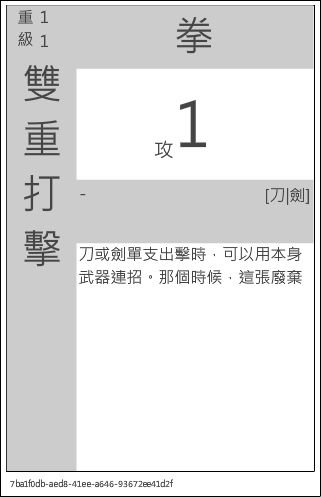 重 1
級 1
拳
雙重打擊
攻 1
-
[刀|劍]
刀或劍單支出擊時，可以用本身
武器連招。那個時候，這張廢棄
7ba1f0db-aed8-41ee-a646-93672ee41d2f